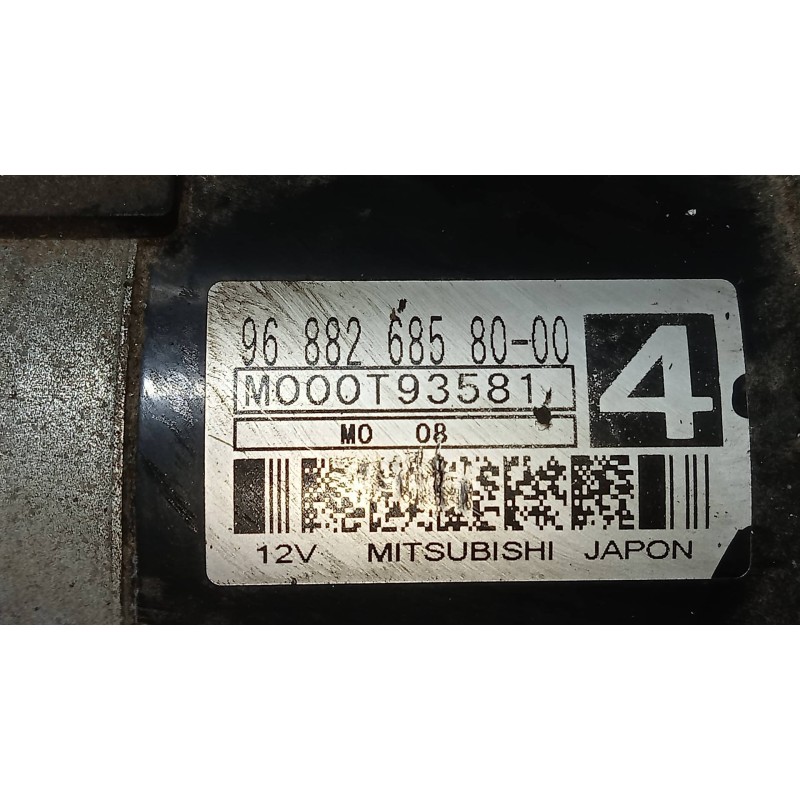 96 882 685 80-00
M000T93581
4
MO 08
12V MITSUBISHI JAPON